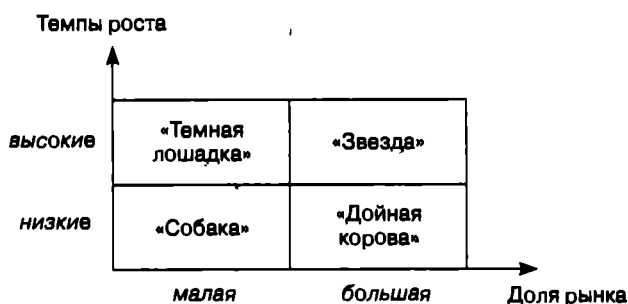 Темпы роста
высокие
«Темная
лошадка»
«Звезда»
низкие
«Собака»
«Дойная
корова»
малая
большая
Доля рынка